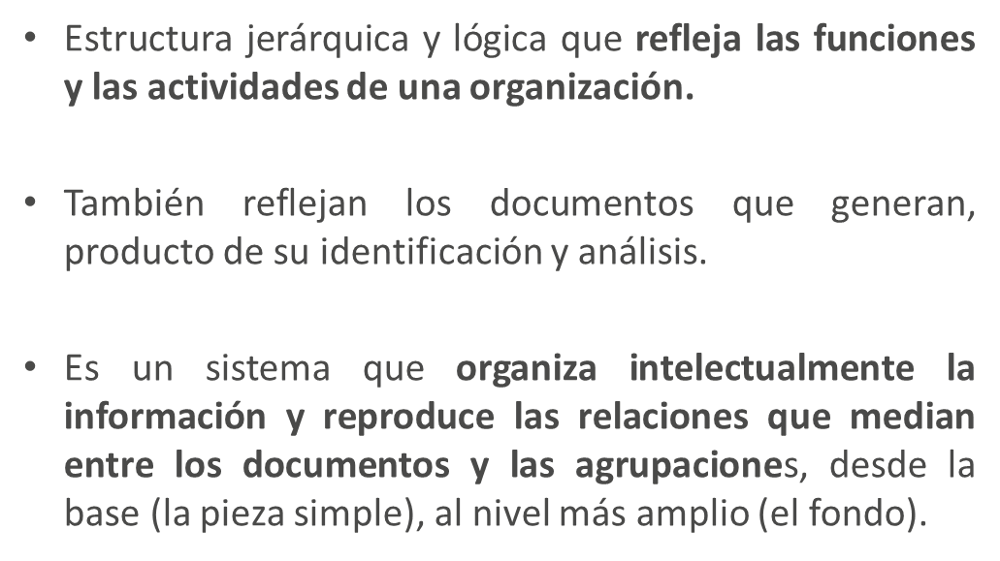 • Estructura jerárquica y lógica que refleja las funciones
y las actividades de una organización.
• También reflejan los documentos que generan,
producto de su identificación y análisis.
• Es un sistema que organiza intelectualmente la
información y reproduce las relaciones que median
entre los documentos y las agrupaciones, desde la
base (la pieza simple), al nivel más amplio (el fondo).